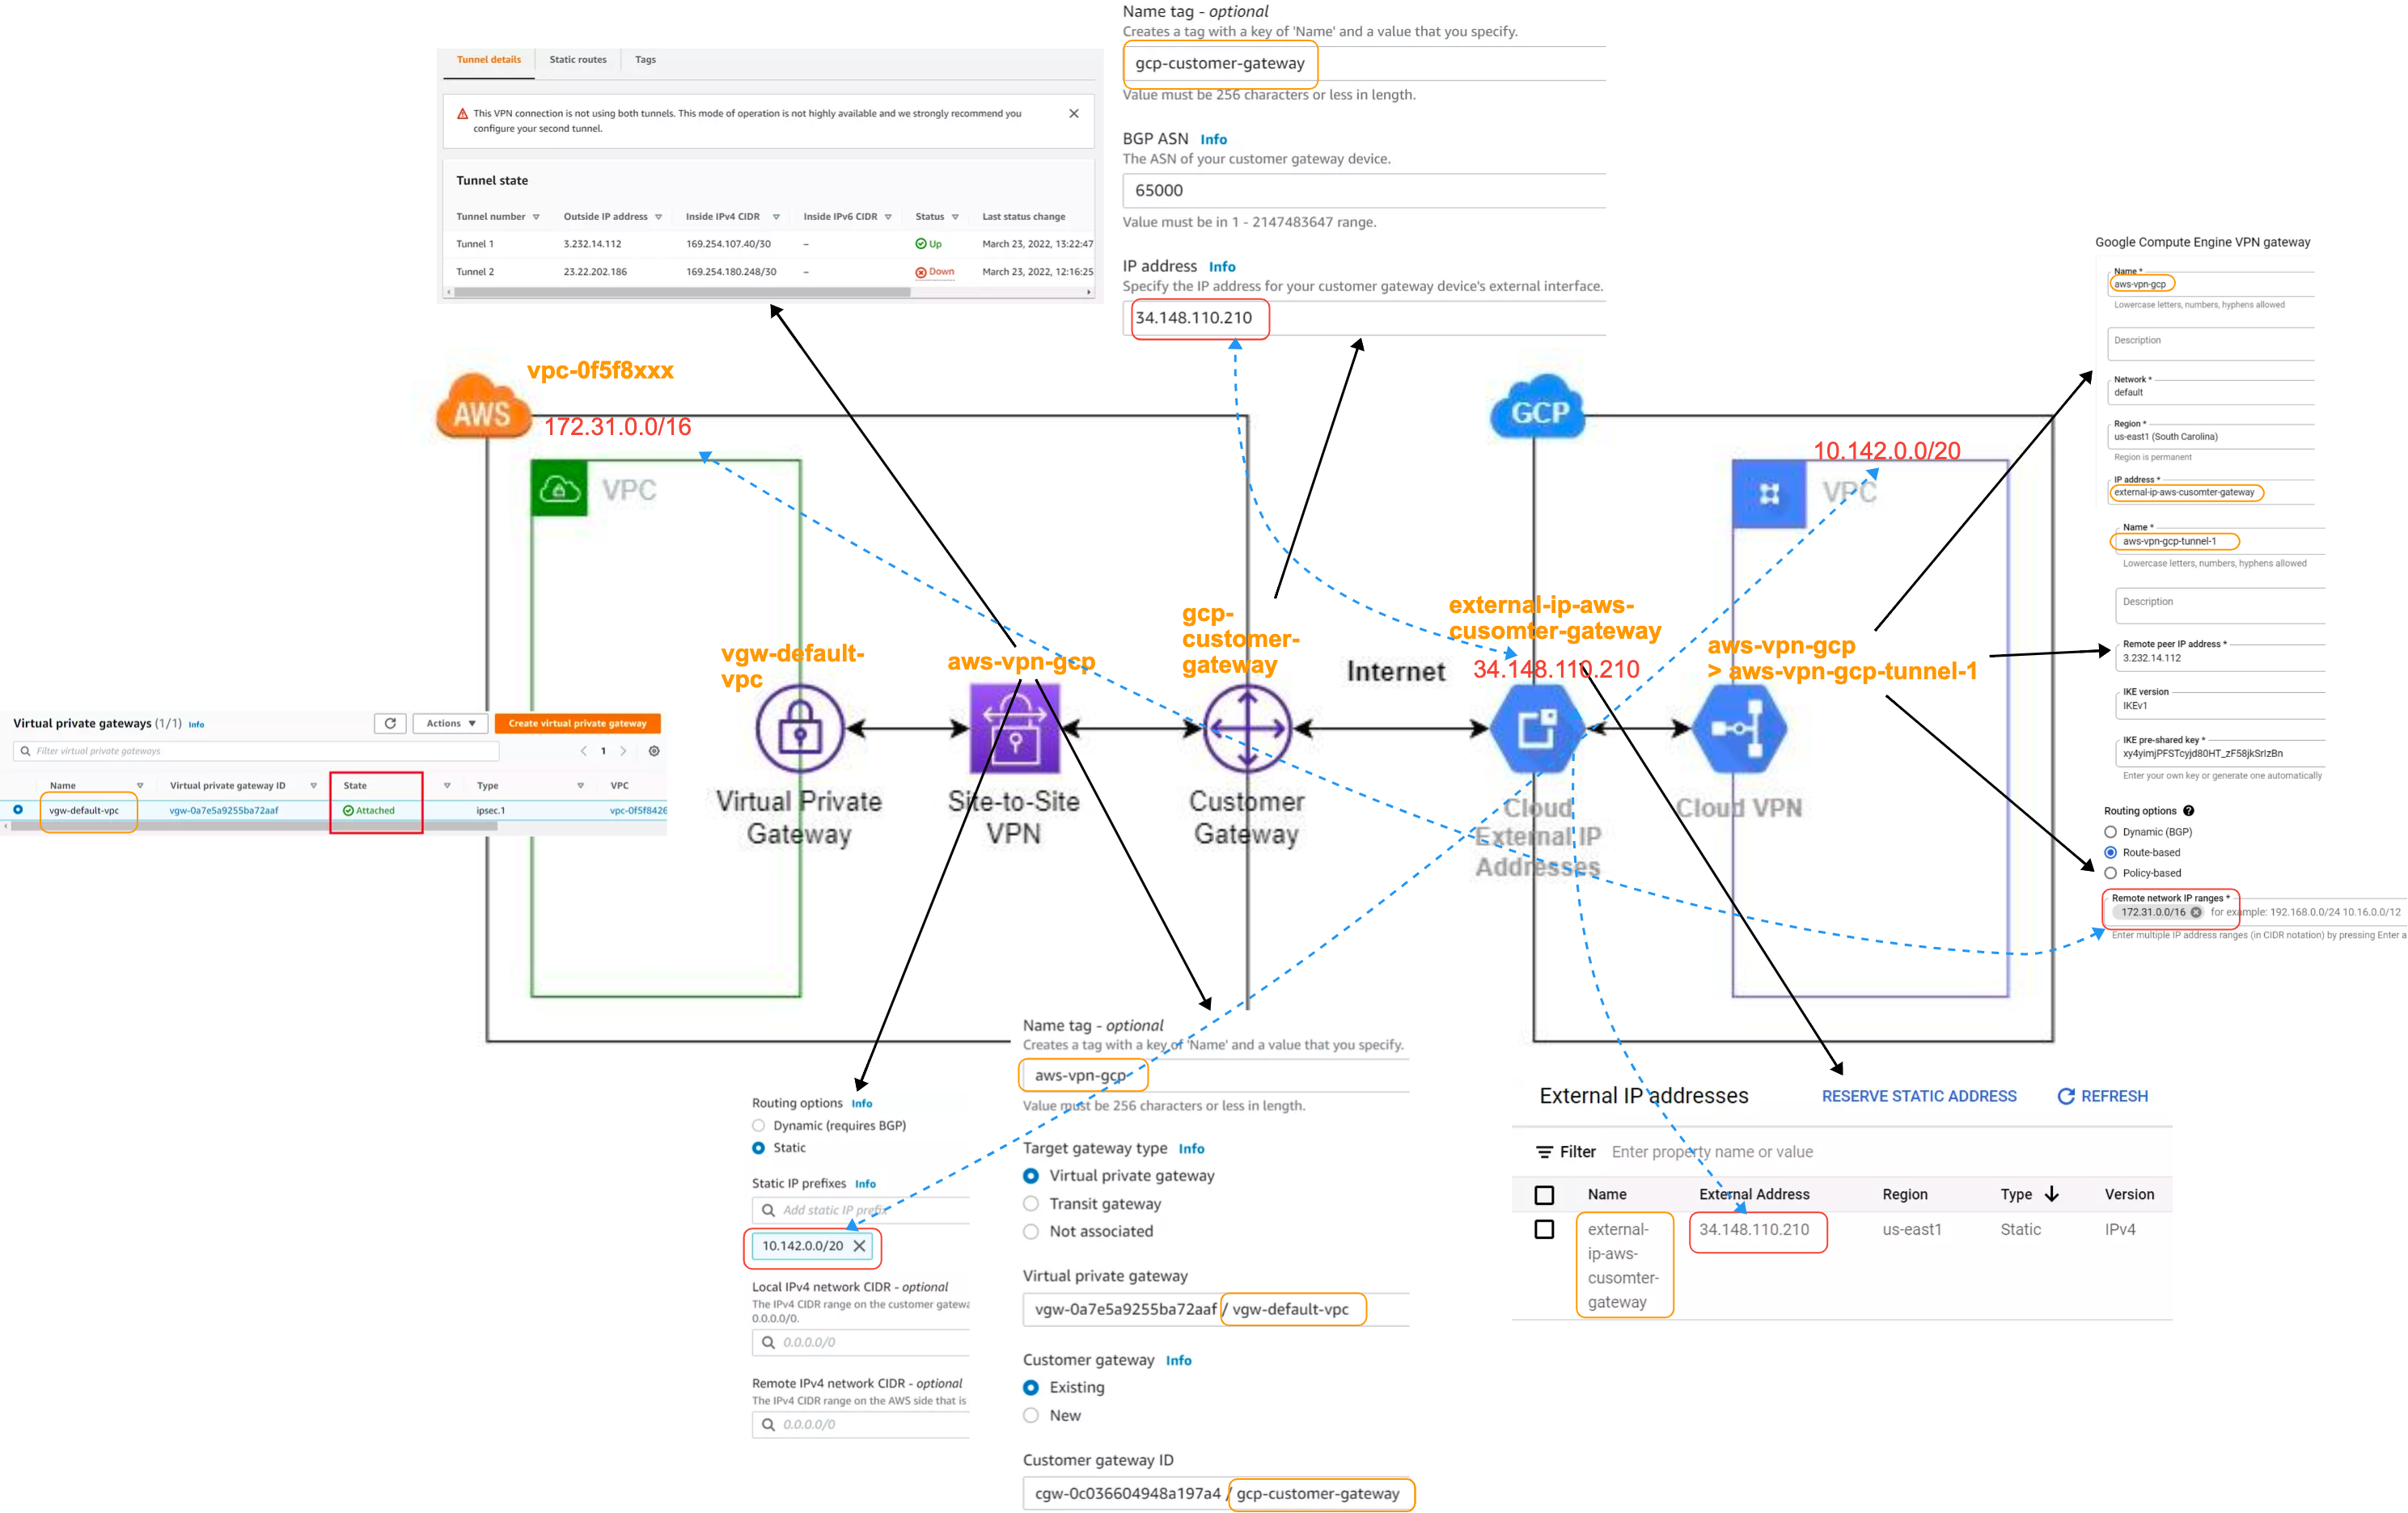 Name tag - optional
Creates a tag with a key of 'Name' and a value that you specify.
gcp-customer-gateway
Value must be 256 characters or less in length.
BGP ASN Info
The ASN of your customer gateway device.
65000
Value must be in 1 - 2147483647 range.
IP address Info
Specify the IP address for your customer gateway device's external interface.
34.148.110.210
Tunnel details Static routes Tags
This VPN connection is not using both tunnels. This mode of operation is not highly available and we strongly recommend you
configure your second tunnel.
Tunnel state
Tunnel number Outside IP address Inside IPv4 CIDR Inside IPv6 CIDR Status Last status change
Tunnel 1 3.232.14.112 169.254.107.40/30 – Up March 23, 2022, 13:22:47
Tunnel 2 23.22.202.186 169.254.180.248/30 – Down March 23, 2022, 12:16:25
Google Compute Engine VPN gateway
Name *
aws-vpn-gcp
Lowercase letters, numbers, hyphens allowed
Description
Network *
default
Region *
us-east1 (South Carolina)
Region is permanent
IP address *
external-ip-aws-cusomter-gateway
Name *
aws-vpn-gcp-tunnel-1
Lowercase letters, numbers, hyphens allowed
Description
Remote peer IP address *
3.232.14.112
IKE version
IKEv1
IKE pre-shared key *
xy4yimjPFSTcyjd80HT_zF58jkSrIzBn
Enter your own key or generate one automatically
Routing options
Dynamic (BGP)
Route-based
Policy-based
Remote network IP ranges *
172.31.0.0/16 for example: 192.168.0.0/24 10.16.0.0/12
Enter multiple IP address ranges (in CIDR notation) by pressing Enter a
AWS
vpc-0f5f8xxx
172.31.0.0/16
VPC
GCP
10.142.0.0/20
VPC
vgw-default-
vpc
aws-vpn-gcp
gcp-
customer-
gateway
Internet
external-ip-aws-
cusomter-gateway
34.148.110.210
aws-vpn-gcp
> aws-vpn-gcp-tunnel-1
Virtual Private
Gateway
Site-to-Site
VPN
Customer
Gateway
Cloud
External IP
Addresses
Cloud VPN
Virtual private gateways (1/1) Info
Actions
Create virtual private gateway
Filter virtual private gateways
1
Name Virtual private gateway ID State Type VPC
vgw-default-vpc vgw-0a7e5a9255ba72aaf Attached ipsec.1 vpc-0f5f8426
Routing options Info
Dynamic (requires BGP)
Static
Static IP prefixes Info
Add static IP prefix
10.142.0.0/20
Local IPv4 network CIDR - optional
The IPv4 CIDR range on the customer gatewa
0.0.0.0/0.
0.0.0.0/0
Remote IPv4 network CIDR - optional
The IPv4 CIDR range on the AWS side that is
0.0.0.0/0
Name tag - optional
Creates a tag with a key of 'Name' and a value that you specify.
aws-vpn-gcp
Value must be 256 characters or less in length.
Target gateway type Info
Virtual private gateway
Transit gateway
Not associated
Virtual private gateway
vgw-0a7e5a9255ba72aaf / vgw-default-vpc
Customer gateway Info
Existing
New
Customer gateway ID
cgw-0c036604948a197a4 / gcp-customer-gateway
External IP addresses RESERVE STATIC ADDRESS REFRESH
Filter Enter property name or value
Name External Address Region Type Version
external- 34.148.110.210 us-east1 Static IPv4
ip-aws-
cusomter-
gateway